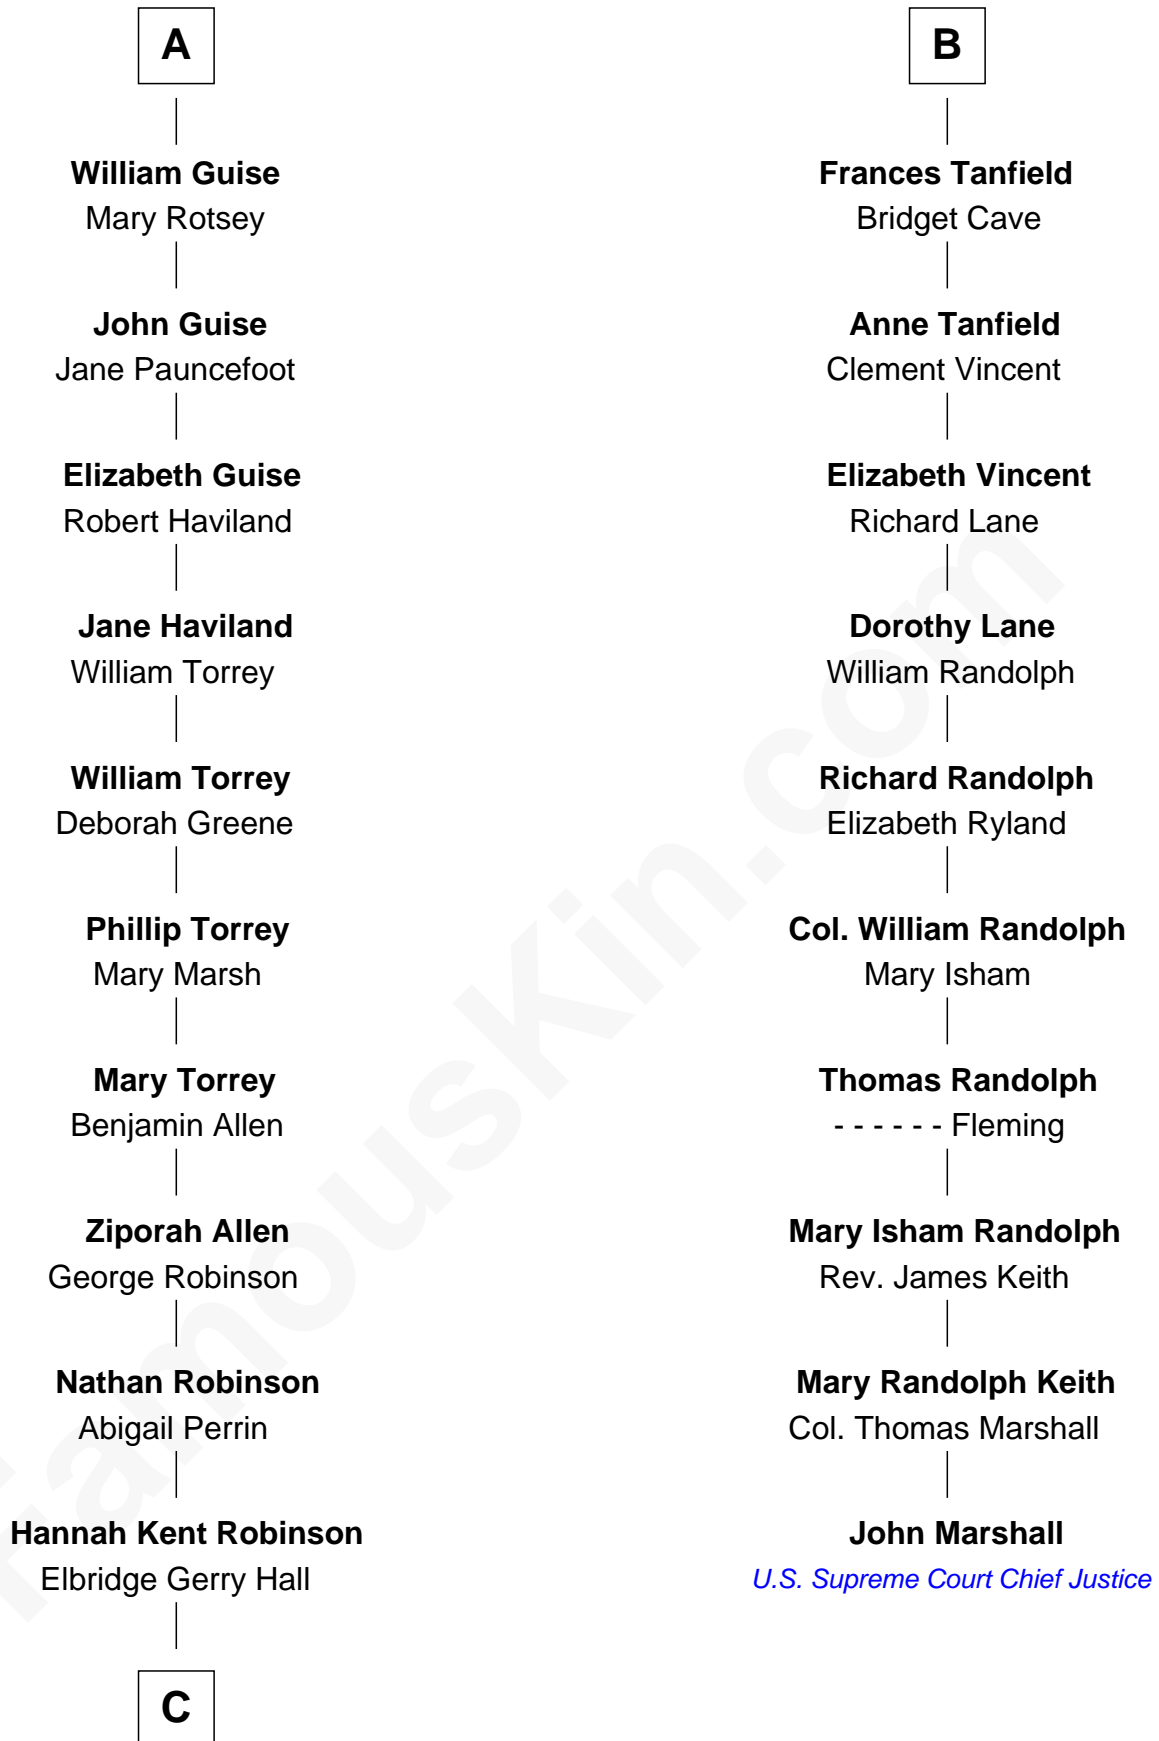 A
William Guise
Mary Rotsey
John Guise
Jane Pauncefoot
Elizabeth Guise
Robert Haviland
Jane Haviland
William Torrey
William Torrey
Deborah Greene
Phillip Torrey
Mary Marsh
Mary Torrey
Benjamin Allen
Ziporah Allen
George Robinson
Nathan Robinson
Abigail Perrin
Hannah Kent Robinson
Elbridge Gerry Hall
C
B
Frances Tanfield
Bridget Cave
Anne Tanfield
Clement Vincent
Elizabeth Vincent
Richard Lane
Dorothy Lane
William Randolph
Richard Randolph
Elizabeth Ryland
Col. William Randolph
Mary Isham
Thomas Randolph
- - - - - - Fleming
Mary Isham Randolph
Rev. James Keith
Mary Randolph Keith
Col. Thomas Marshall
John Marshall
U.S. Supreme Court Chief Justice
FamousKin.com